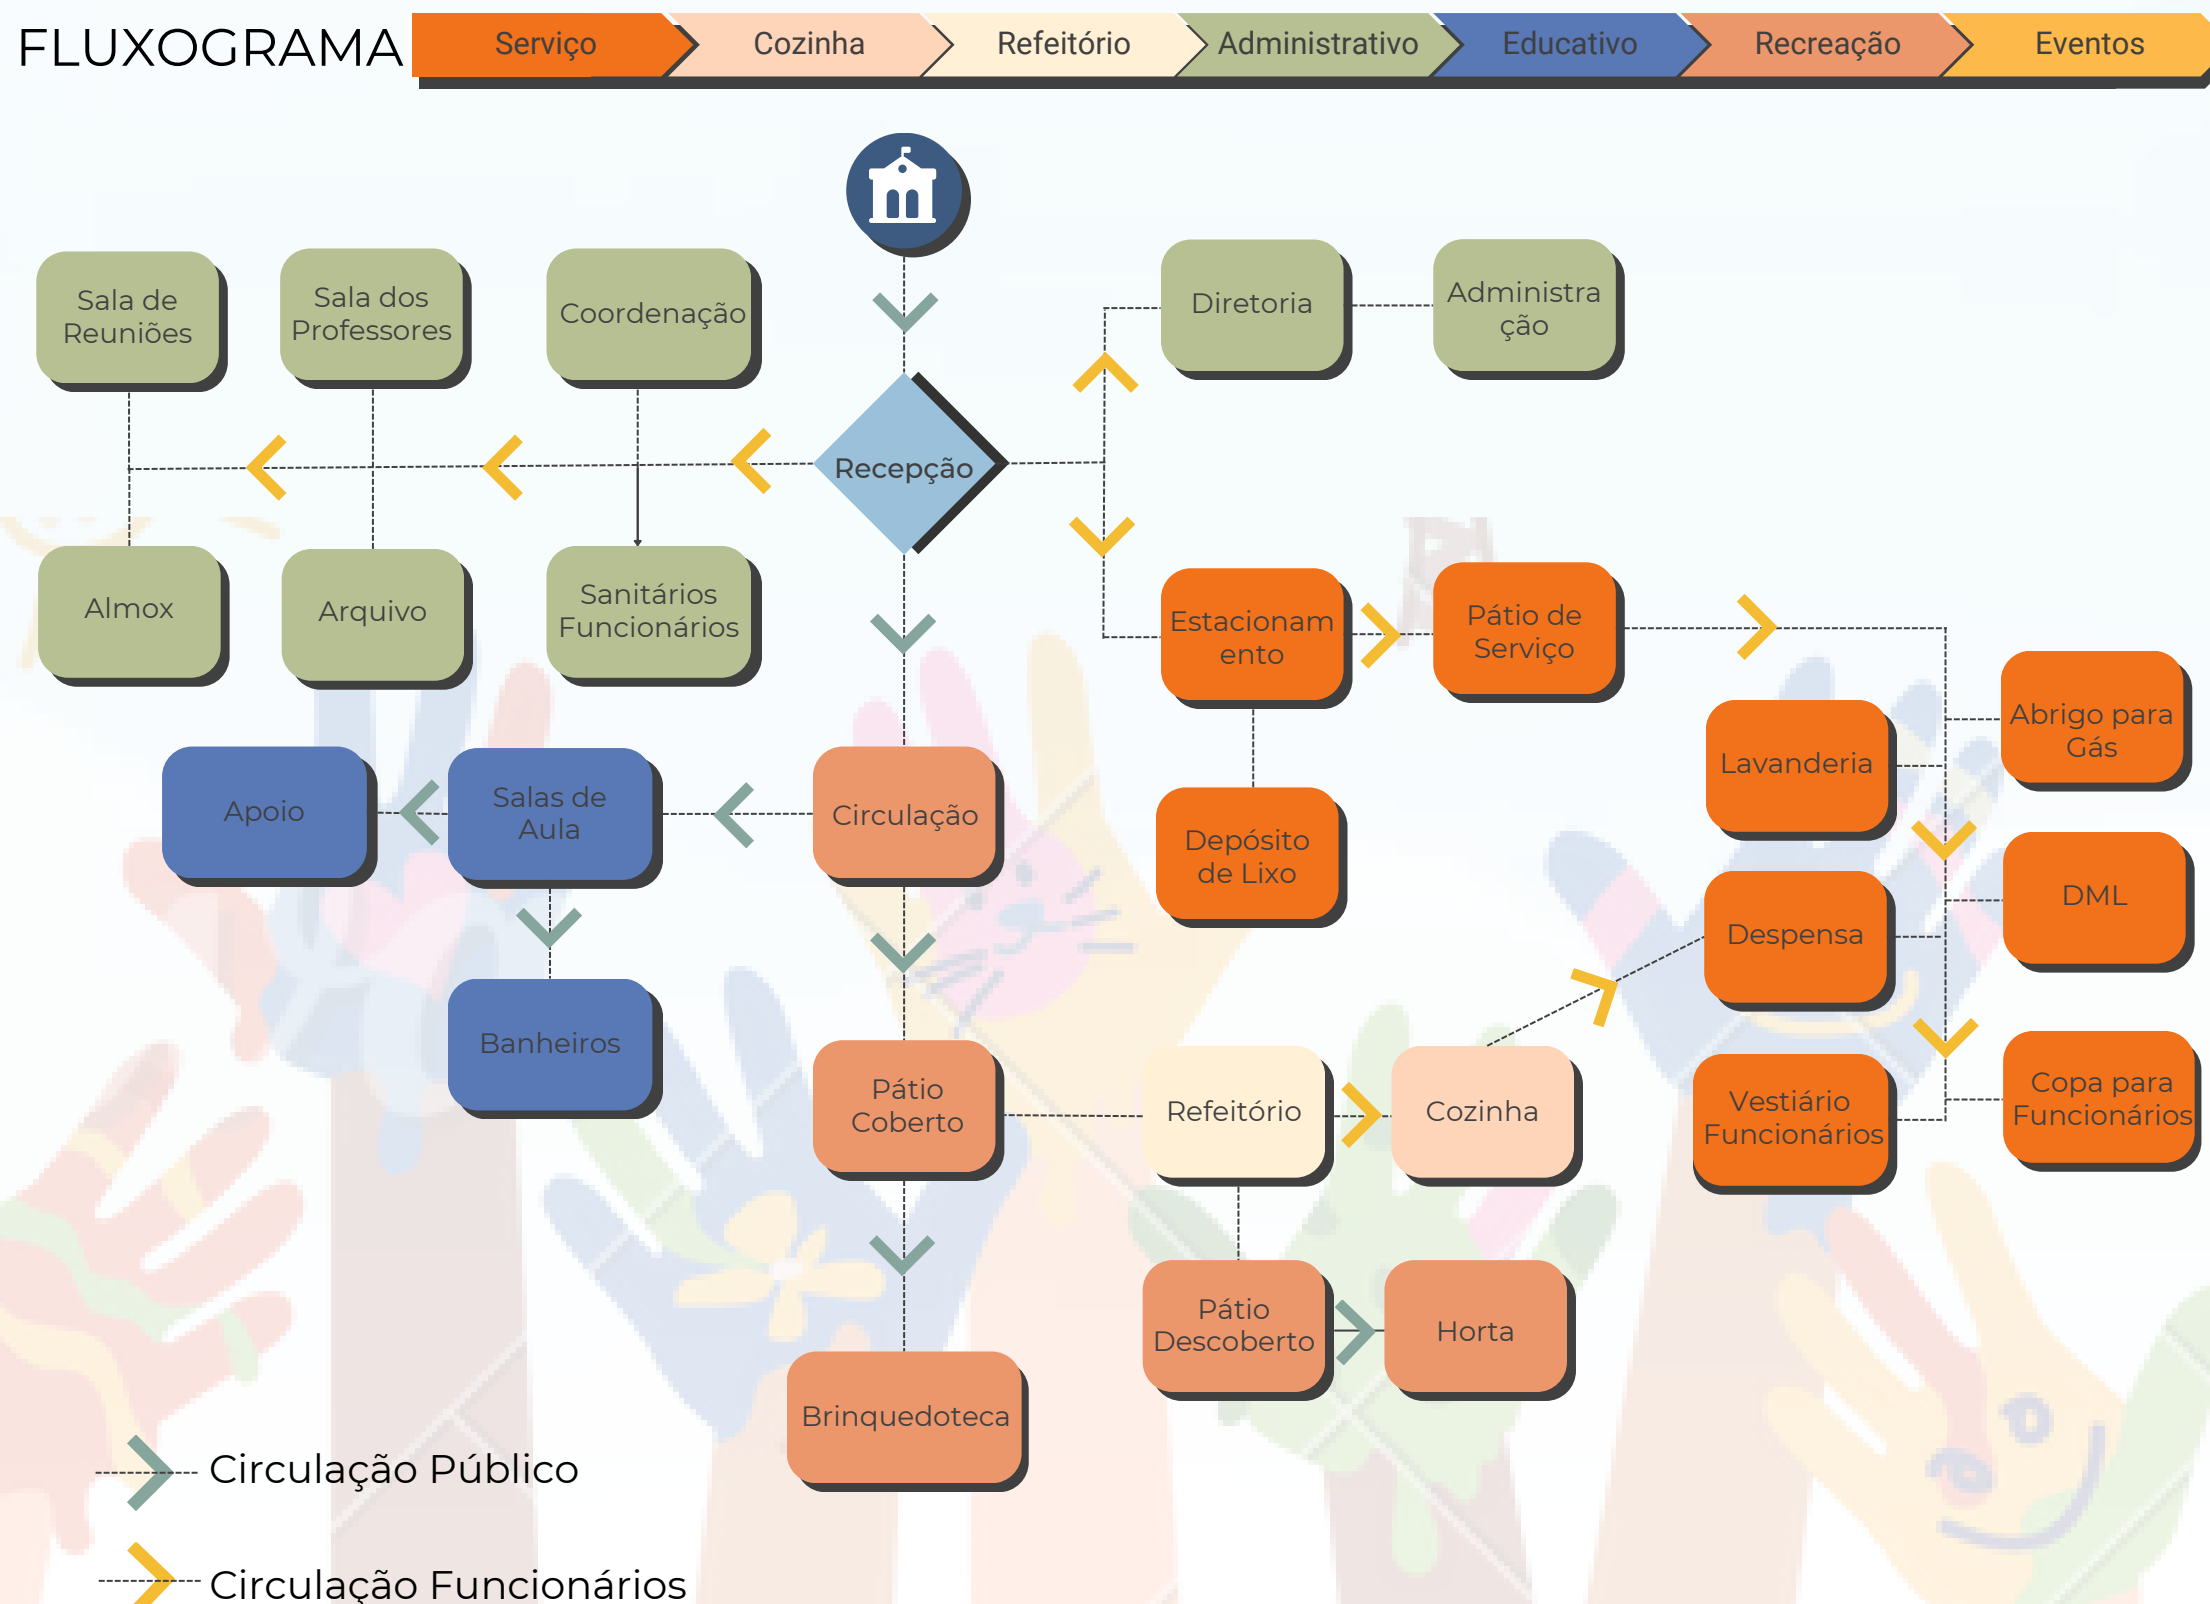 FLUXOGRAMA
Serviço
Cozinha
Refeitório
Administrativo
Educativo
Recreação
Eventos
Sala de
Reuniões
Sala dos
Professores
Coordenação
Diretoria
Administra
ção
Recepção
Almox
Arquivo
Sanitários
Funcionários
Estacionam
ento
Pátio de
Serviço
Abrigo para
Gás
Lavanderia
Apoio
Salas de
Aula
Circulação
Depósito
de Lixo
DML
Despensa
Banheiros
Pátio
Coberto
Refeitório
Cozinha
Vestiário
Funcionários
Copa para
Funcionários
Pátio
Descoberto
Horta
Brinquedoteca
Circulação Público
Circulação Funcionários